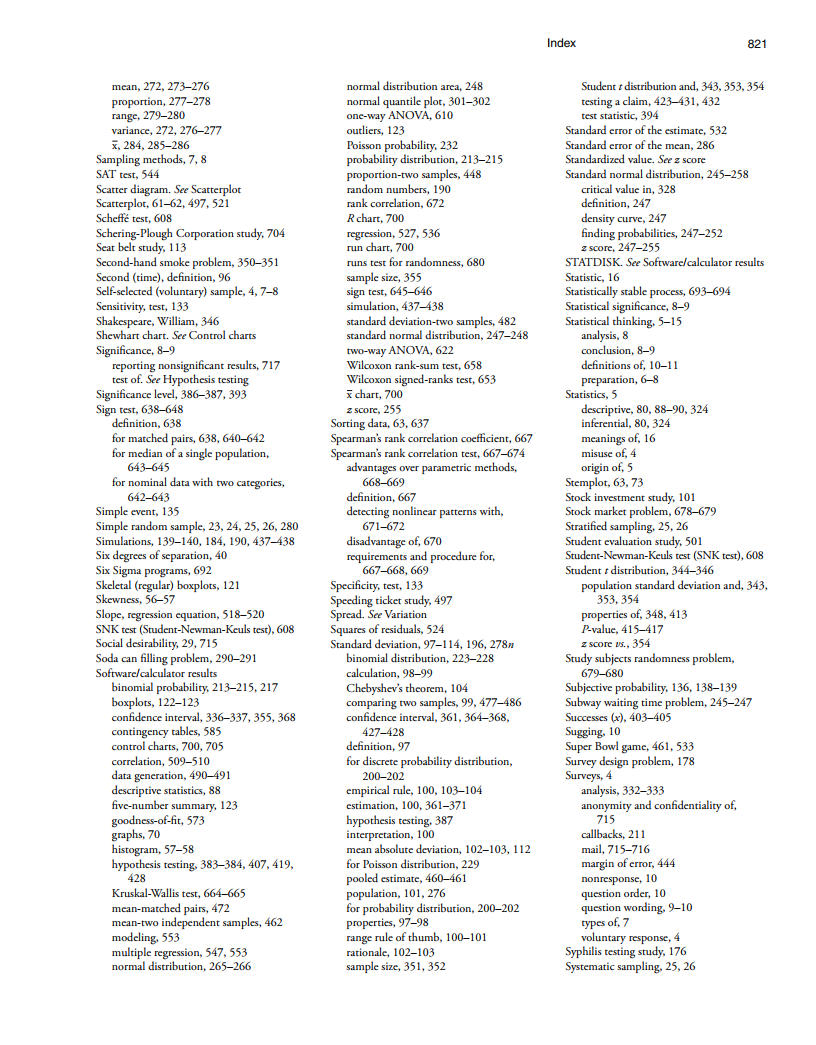 Index 821
mean, 272, 273–276
proportion, 277–278
range, 279–280
variance, 272, 276–277
x̅, 284, 285–286
Sampling methods, 7, 8
SAT test, 544
Scatter diagram. See Scatterplot
Scatterplot, 61–62, 497, 521
Scheffé test, 608
Schering-Plough Corporation study, 704
Seat belt study, 113
Second-hand smoke problem, 350–351
Second (time), definition, 96
Self-selected (voluntary) sample, 4, 7–8
Sensitivity, test, 133
Shakespeare, William, 346
Shewhart chart. See Control charts
Significance, 8–9
reporting nonsignificant results, 717
test of. See Hypothesis testing
Significance level, 386–387, 393
Sign test, 638–648
definition, 638
for matched pairs, 638, 640–642
for median of a single population,
643–645
for nominal data with two categories,
642–643
Simple event, 135
Simple random sample, 23, 24, 25, 26, 280
Simulations, 139–140, 184, 190, 437–438
Six degrees of separation, 40
Six Sigma programs, 692
Skeletal (regular) boxplots, 121
Skewness, 56–57
Slope, regression equation, 518–520
SNK test (Student-Newman-Keuls test), 608
Social desirability, 29, 715
Soda can filling problem, 290–291
Software/calculator results
binomial probability, 213–215, 217
boxplots, 122–123
confidence interval, 336–337, 355, 368
contingency tables, 585
control charts, 700, 705
correlation, 509–510
data generation, 490–491
descriptive statistics, 88
five-number summary, 123
goodness-of-fit, 573
graphs, 70
histogram, 57–58
hypothesis testing, 383–384, 407, 419,
428
Kruskal-Wallis test, 664–665
mean-matched pairs, 472
mean-two independent samples, 462
modeling, 553
multiple regression, 547, 553
normal distribution, 265–266
normal distribution area, 248
normal quantile plot, 301–302
one-way ANOVA, 610
outliers, 123
Poisson probability, 232
probability distribution, 213–215
proportion-two samples, 448
random numbers, 190
rank correlation, 672
R chart, 700
regression, 527, 536
run chart, 700
runs test for randomness, 680
sample size, 355
sign test, 645–646
simulation, 437–438
standard deviation-two samples, 482
standard normal distribution, 247–248
two-way ANOVA, 622
Wilcoxon rank-sum test, 658
Wilcoxon signed-ranks test, 653
x̅ chart, 700
z score, 255
Sorting data, 63, 637
Spearman's rank correlation coefficient, 667
Spearman's rank correlation test, 667–674
advantages over parametric methods,
668–669
definition, 667
detecting nonlinear patterns with,
671–672
disadvantage of, 670
requirements and procedure for,
667–668, 669
Specificity, test, 133
Speeding ticket study, 497
Spread. See Variation
Squares of residuals, 524
Standard deviation, 97–114, 196, 278n
binomial distribution, 223–228
calculation, 98–99
Chebyshev's theorem, 104
comparing two samples, 99, 477–486
confidence interval, 361, 364–368,
427–428
definition, 97
for discrete probability distribution,
200–202
empirical rule, 100, 103–104
estimation, 100, 361–371
hypothesis testing, 387
interpretation, 100
mean absolute deviation, 102–103, 112
for Poisson distribution, 229
pooled estimate, 460–461
population, 101, 276
for probability distribution, 200–202
properties, 97–98
range rule of thumb, 100–101
rationale, 102–103
sample size, 351, 352
Student t distribution and, 343, 353, 354
testing a claim, 423–431, 432
test statistic, 394
Standard error of the estimate, 532
Standard error of the mean, 286
Standardized value. See z score
Standard normal distribution, 245–258
critical value in, 328
definition, 247
density curve, 247
finding probabilities, 247–252
z score, 247–255
STATDISK. See Software/calculator results
Statistic, 16
Statistically stable process, 693–694
Statistical significance, 8–9
Statistical thinking, 5–15
analysis, 8
conclusion, 8–9
definitions of, 10–11
preparation, 6–8
Statistics, 5
descriptive, 80, 88–90, 324
inferential, 80, 324
meanings of, 16
misuse of, 4
origin of, 5
Stemplot, 63, 73
Stock investment study, 101
Stock market problem, 678–679
Stratified sampling, 25, 26
Student evaluation study, 501
Student-Newman-Keuls test (SNK test), 608
Student t distribution, 344–346
population standard deviation and, 343,
353, 354
properties of, 348, 413
P-value, 415–417
z score vs., 354
Study subjects randomness problem,
679–680
Subjective probability, 136, 138–139
Subway waiting time problem, 245–247
Successes (x), 403–405
Sugging, 10
Super Bowl game, 461, 533
Survey design problem, 178
Surveys, 4
analysis, 332–333
anonymity and confidentiality of,
715
callbacks, 211
mail, 715–716
margin of error, 444
nonresponse, 10
question order, 10
question wording, 9–10
types of, 7
voluntary response, 4
Syphilis testing study, 176
Systematic sampling, 25, 26